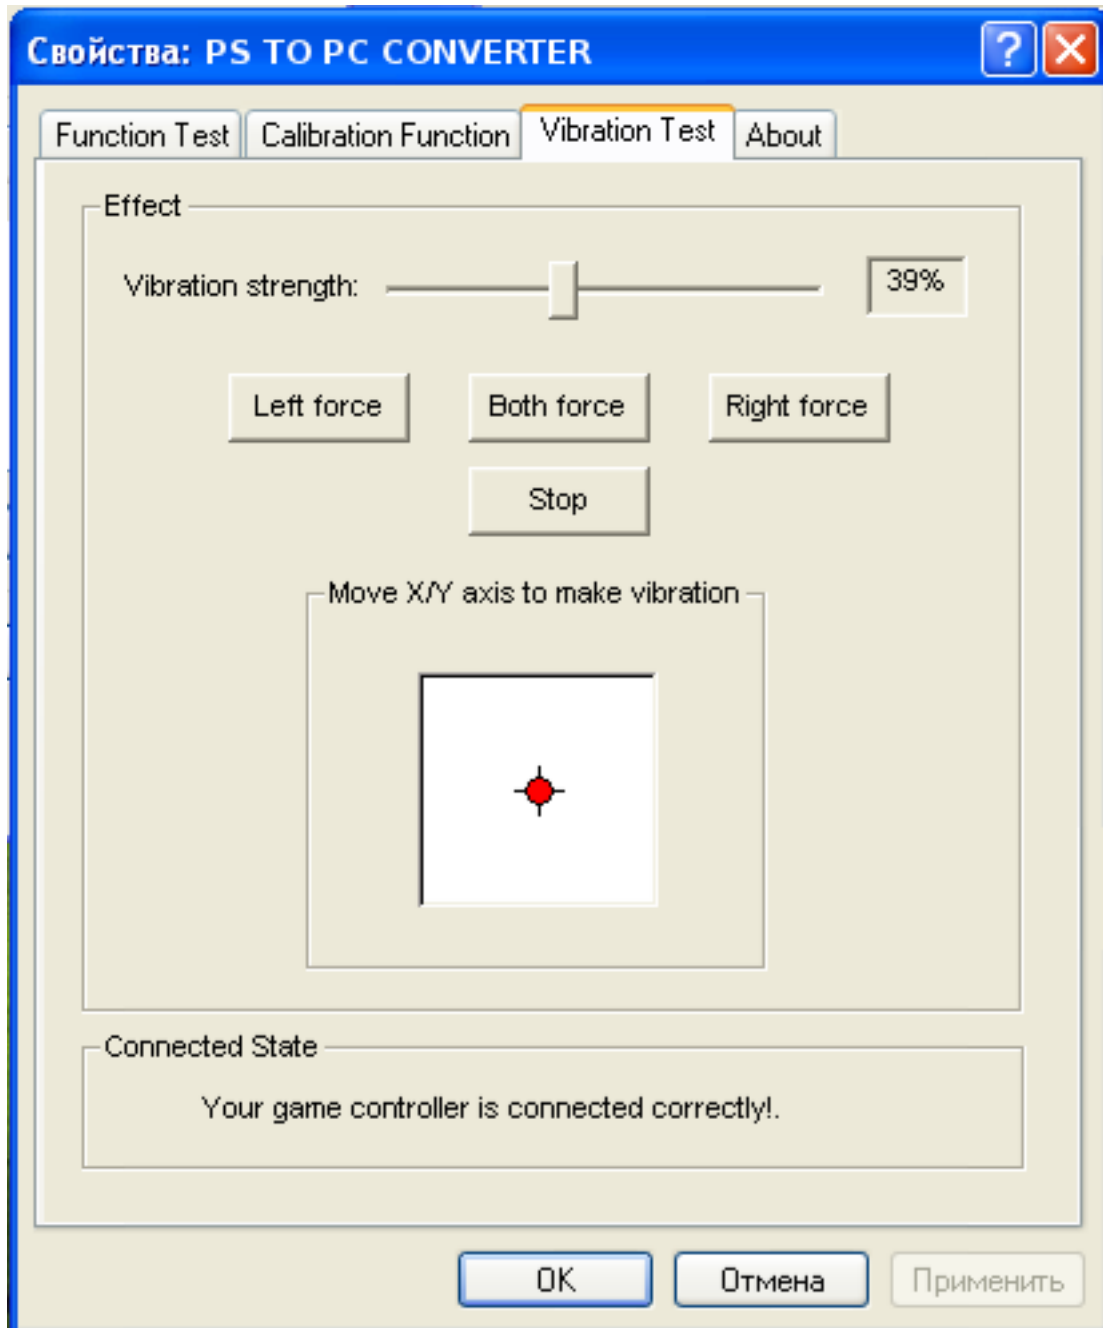 Свойства: PS TO PC CONVERTER
Function Test Calibration Function Vibration Test About
Effect
Vibration strength: 39%
Left force Both force Right force
Stop
Move X/Y axis to make vibration
Connected State
Your game controller is connected correctly!.
OK Отмена Применить